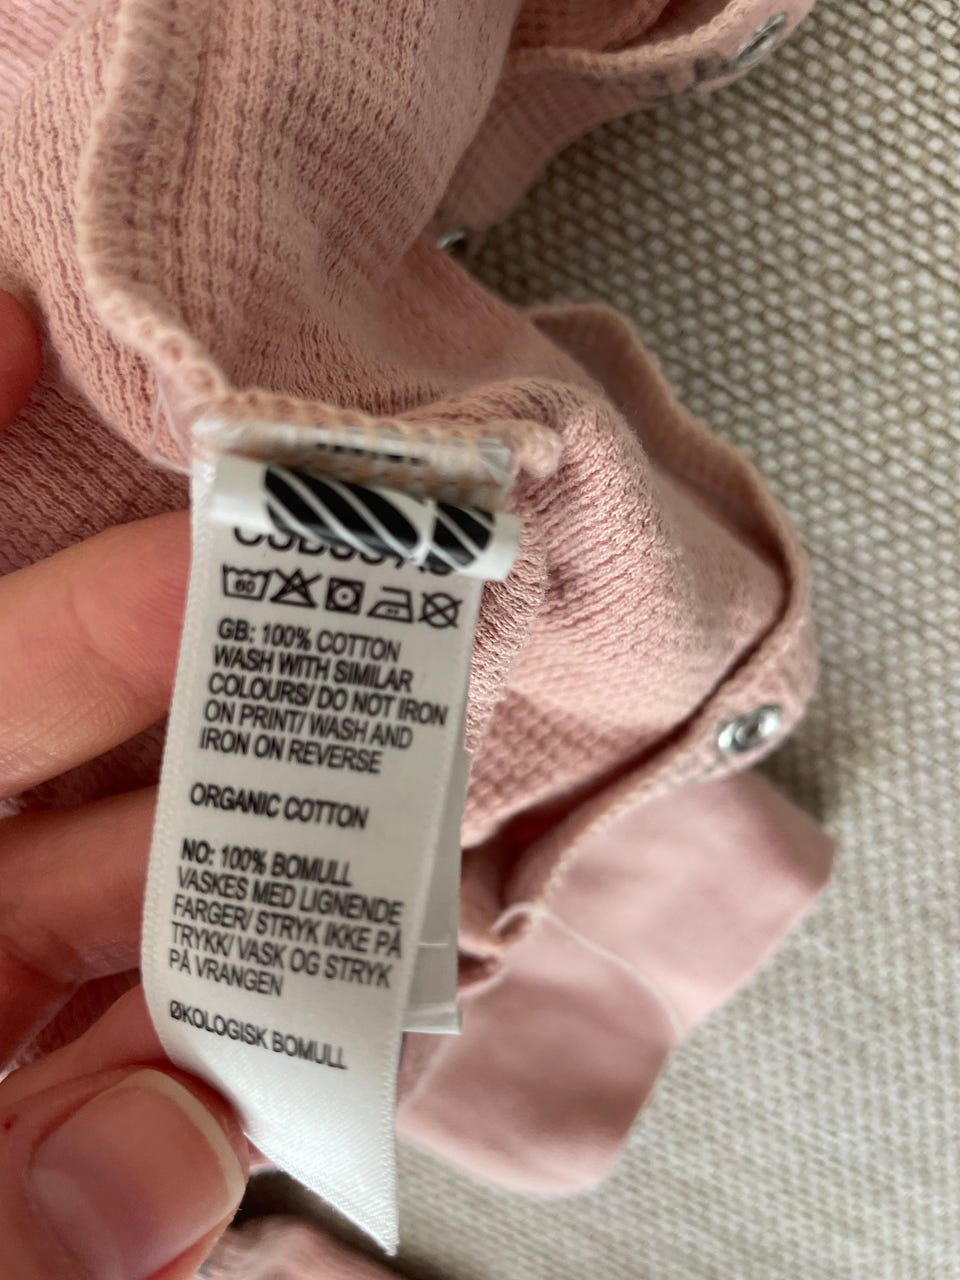 60
GB: 100% COTTON
WASH WITH SIMILAR
COLOURS/ DO NOT IRON
ON PRINT/ WASH AND
IRON ON REVERSE
ORGANIC COTTON
NO: 100% BOMULL
VASKES MED LIGNENDE
FARGER/ STRYK IKKE PÅ
TRYKK/ VASK OG STRYK
PÅ VRANGEN
ØKOLOGISK BOMULL